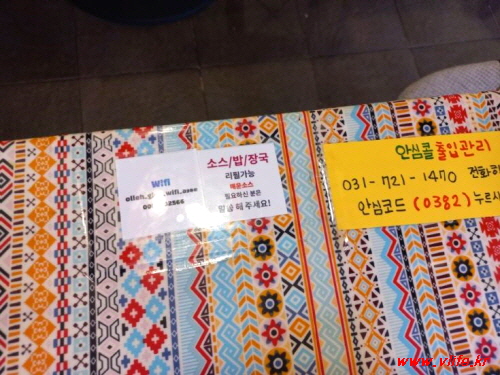 Wifi
소스/밥/장국
리필가능
매운소스
필요하신 분은
말씀 해주세요!
안심콜 출입관리
031-721-1470 전화하
안심코드 (0382) 누르시
www.vitta.kr